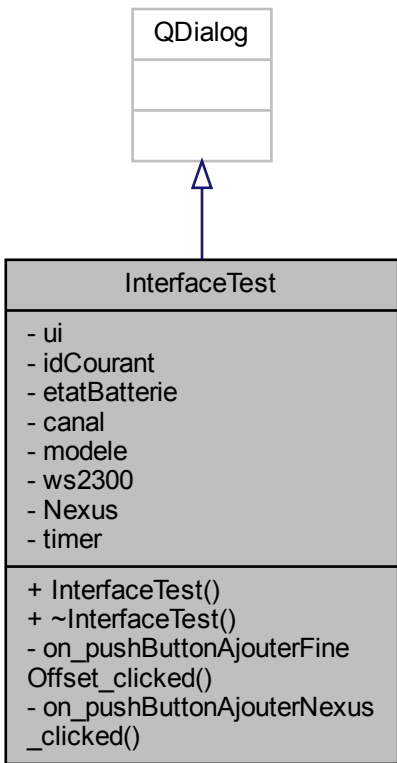 QDialog
InterfaceTest
- ui
- idCourant
- etatBatterie
- canal
- modele
- ws2300
- Nexus
- timer
+ InterfaceTest()
+ ~InterfaceTest()
- on_pushButtonAjouterFine
Offset_clicked()
- on_pushButtonAjouterNexus
_clicked()